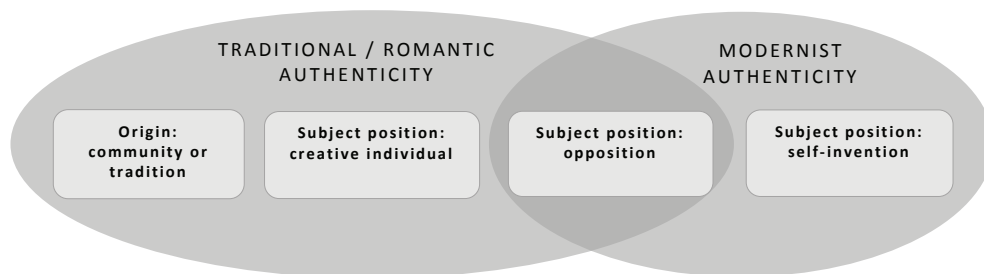 TRADITIONAL / ROMANTIC
AUTHENTICITY
MODERNIST
AUTHENTICITY
Origin:
community or
tradition
Subject position:
creative individual
Subject position:
opposition
Subject position:
self-invention